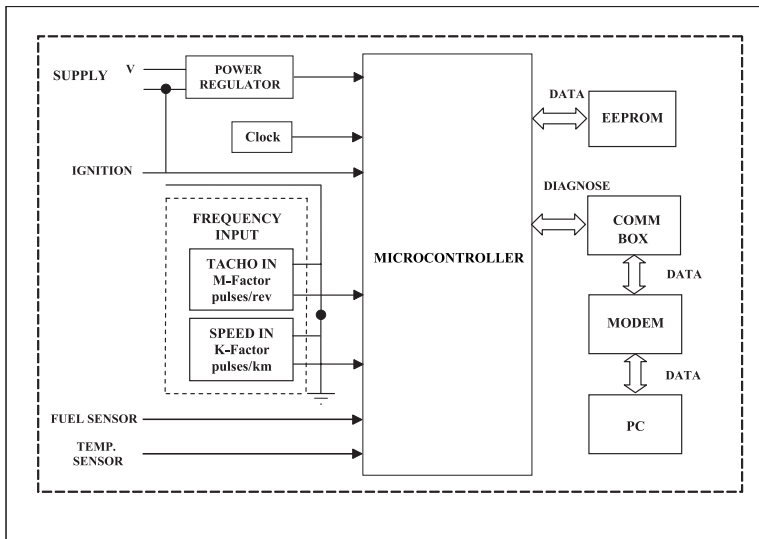 SUPPLY
V
POWER
REGULATOR
Clock
IGNITION
FREQUENCY
INPUT
TACHO IN
M-Factor
pulses/rev
SPEED IN
K-Factor
pulses/km
FUEL SENSOR
TEMP.
SENSOR
MICROCONTROLLER
DATA
EEPROM
DIAGNOSE
COMM
BOX
DATA
MODEM
DATA
PC